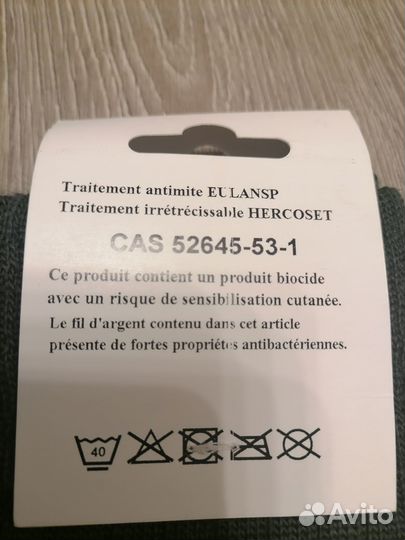 Traitement antimite EULANSP
Traitement irrétrécissable HERCOSET
CAS 52645-53-1
Ce produit contient un produit biocide
avec un risque de sensibilisation cutanée.
Le fil d'argent contenu dans cet article
présente de fortes propriétes antibactériennes.
40
Avito